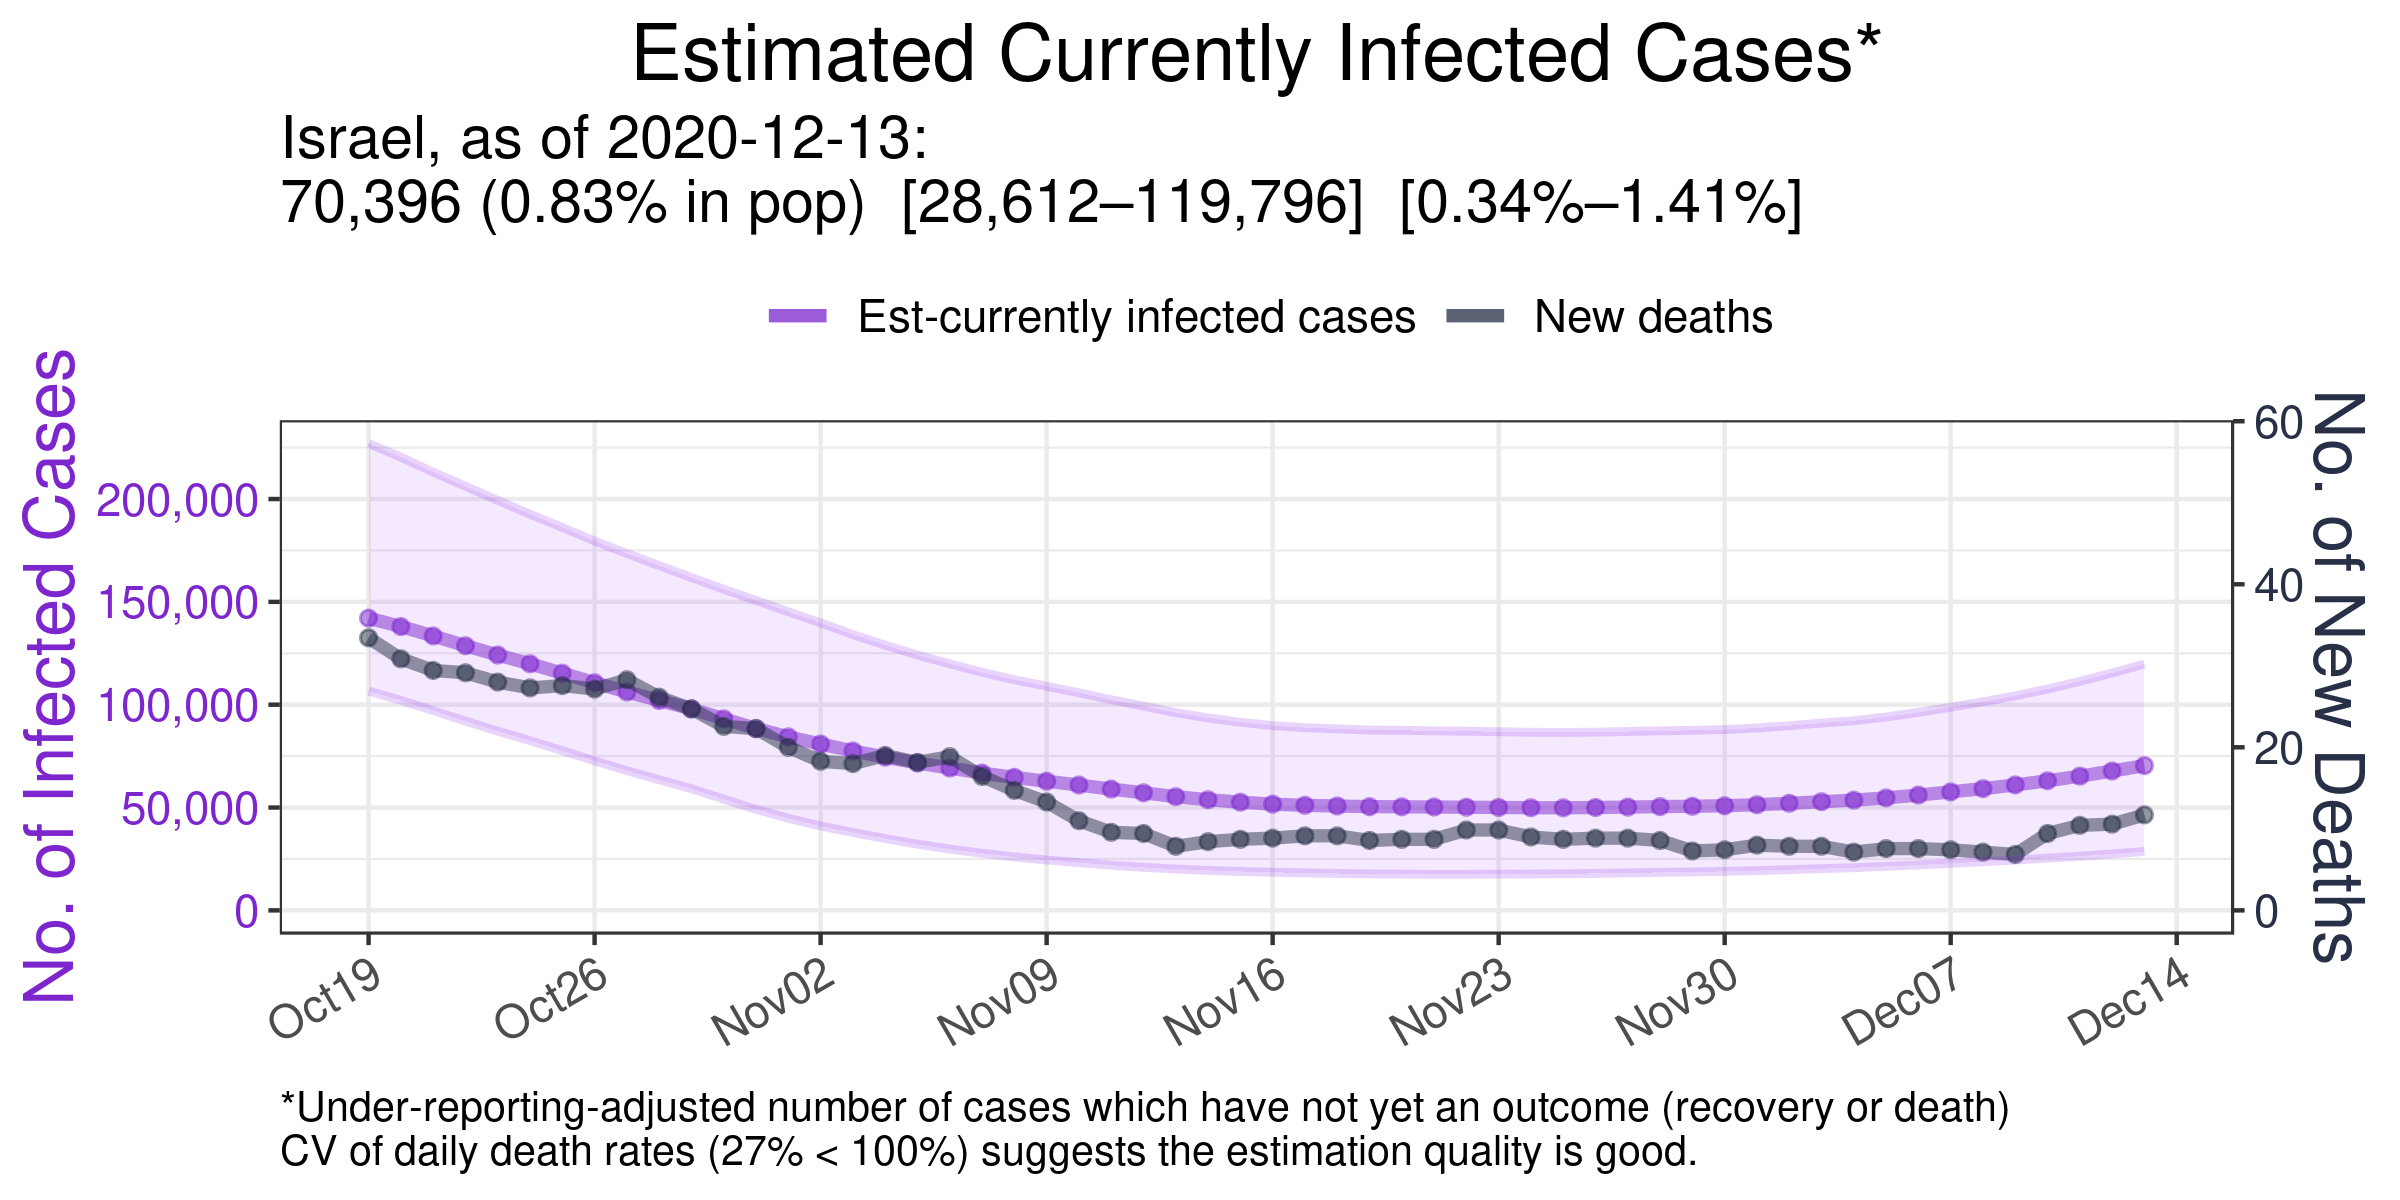 Estimated Currently Infected Cases*
Israel, as of 2020-12-13:
70,396 (0.83% in pop)  [28,612–119,796]  [0.34%–1.41%]
Est-currently infected cases
New deaths
No. of Infected Cases
200,000
150,000
100,000
50,000
0
60
40
20
0
No. of New Deaths
Oct19
Oct26
Nov02
Nov09
Nov16
Nov23
Nov30
Dec07
Dec14
*Under-reporting-adjusted number of cases which have not yet an outcome (recovery or death)
CV of daily death rates (27% < 100%) suggests the estimation quality is good.